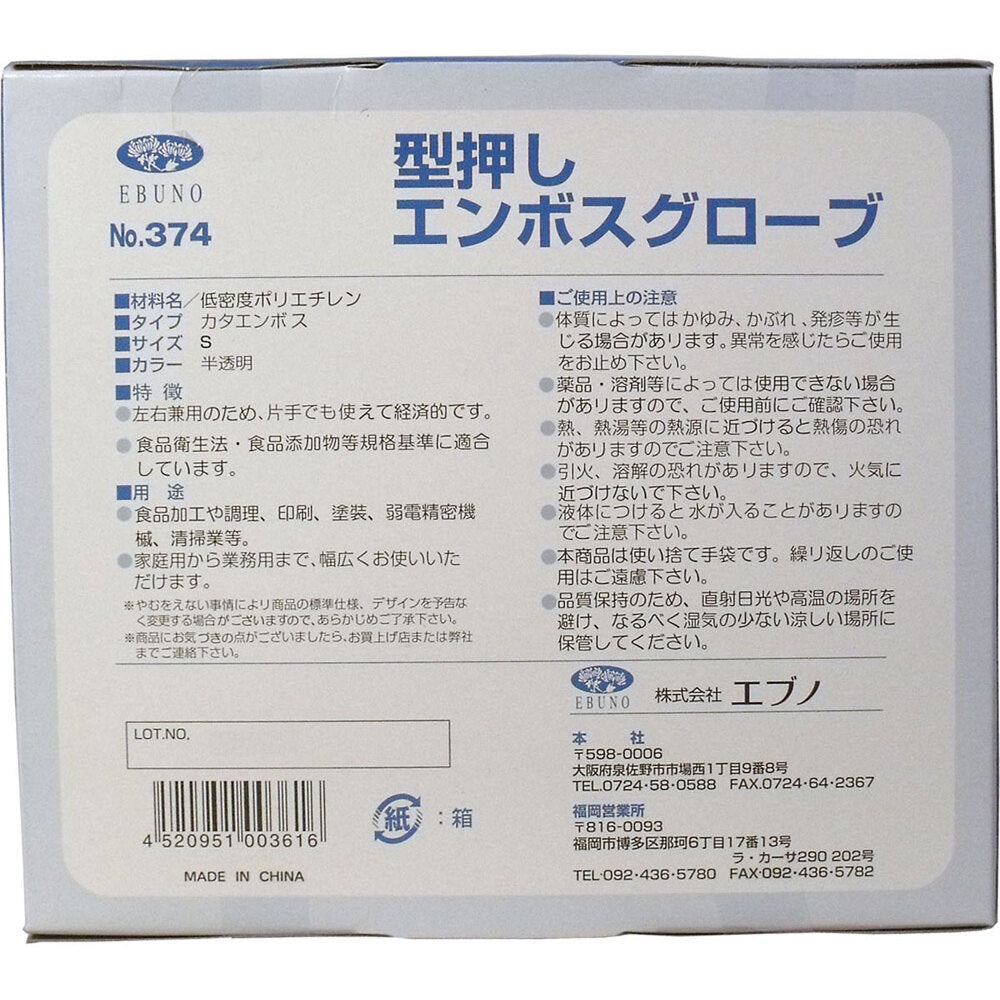 EBUNO
No.374
型押し
エンボスグローブ
■材料名／低密度ポリエチレン
■タイプ カタエンボス
■サイズ S
■カラー 半透明
■特 徴
●左右兼用のため、片手でも使えて経済的です。
●食品衛生法・食品添加物等規格基準に適合
しています。
■用 途
●食品加工や調理、印刷、塗装、弱電精密機
械、清掃業等。
●家庭用から業務用まで、幅広くお使いいた
だけます。
※やむをえない事情により商品の標準仕様、デザインを予告な
く変更する場合がございますので、あらかじめご了承下さい。
※商品にお気づきの点がございましたら、お買上げ店または弊社
までご連絡下さい。
■ご使用上の注意
●体質によってはかゆみ、かぶれ、発疹等が生
じる場合があります。異常を感じたらご使用
をお止め下さい。
●薬品・溶剤等によっては使用できない場合
がありますので、ご使用前にご確認下さい。
●熱、熱湯等の熱源に近づけると熱傷の恐れ
がありますのでご注意下さい。
●引火、溶解の恐れがありますので、火気に
近づけないで下さい。
●液体につけると水が入ることがありますの
でご注意下さい。
●本商品は使い捨て手袋です。繰り返しのご使
用はご遠慮下さい。
●品質保持のため、直射日光や高温の場所を
避け、なるべく湿気の少ない涼しい場所に
保管してください。
EBUNO
株式会社 エブノ
本 社
〒598-0006
大阪府泉佐野市市場西1丁目9番8号
TEL.0724-58-0588 FAX.0724-64-2367
福岡営業所
〒816-0093
福岡市博多区那珂6丁目17番13号
ラ・カーサ290 202号
TEL・092-436-5780 FAX・092-436-5782
LOT.NO.
4 520951 003616
紙：箱
MADE IN CHINA